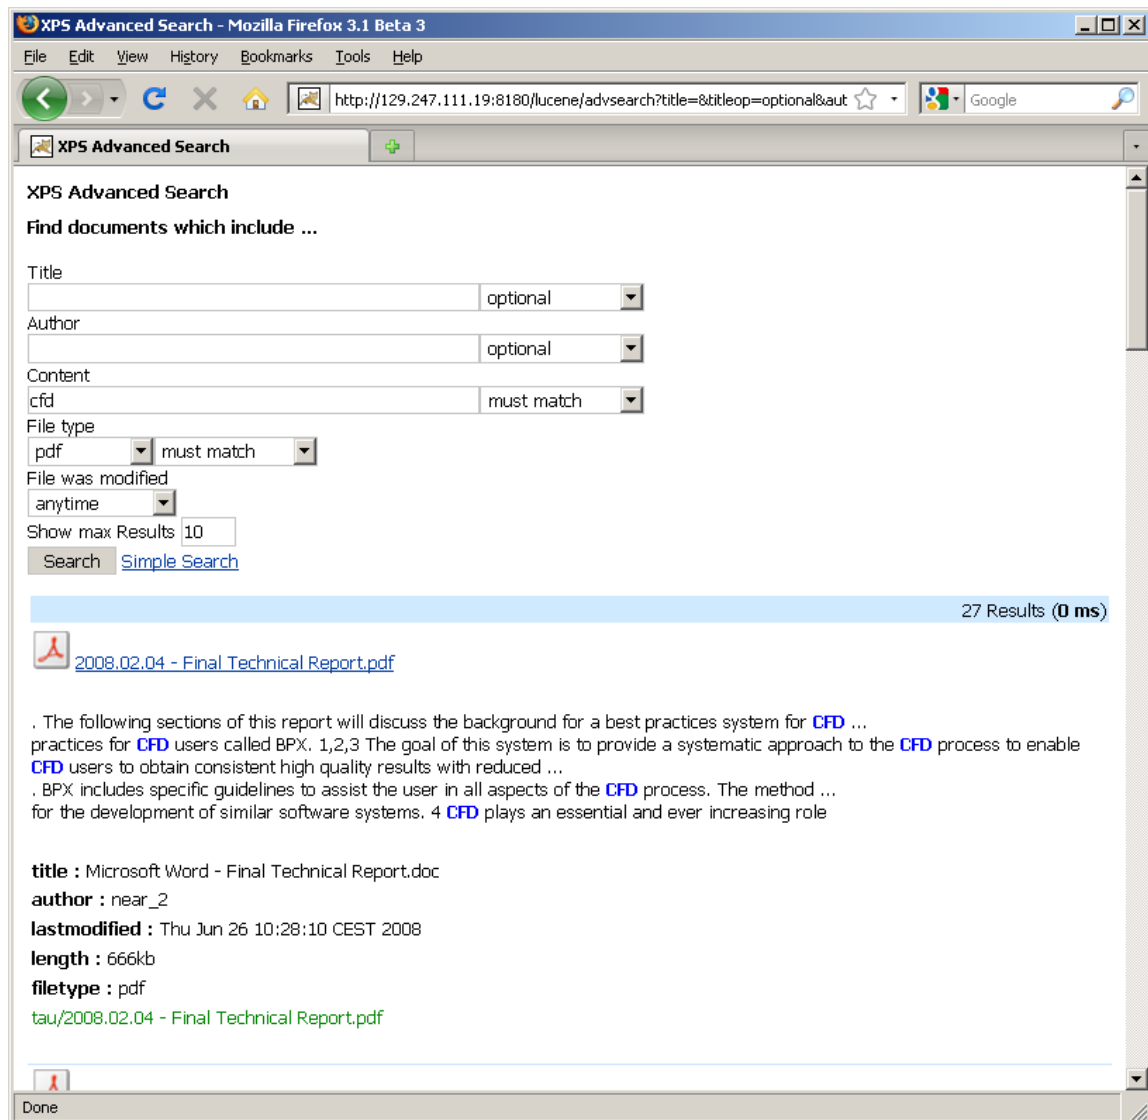 XPS Advanced Search - Mozilla Firefox 3.1 Beta 3
File Edit View History Bookmarks Tools Help
http://129.247.111.19:8180/lucene/advsearch?title=&titleop=optional&aut
Google
XPS Advanced Search
XPS Advanced Search
Find documents which include ...
Title
optional
Author
optional
Content
cfd must match
File type
pdf must match
File was modified
anytime
Show max Results 10
Search Simple Search
27 Results (0 ms)
2008.02.04 - Final Technical Report.pdf
. The following sections of this report will discuss the background for a best practices system for CFD ...
practices for CFD users called BPX. 1,2,3 The goal of this system is to provide a systematic approach to the CFD process to enable
CFD users to obtain consistent high quality results with reduced ...
. BPX includes specific guidelines to assist the user in all aspects of the CFD process. The method ...
for the development of similar software systems. 4 CFD plays an essential and ever increasing role
title : Microsoft Word - Final Technical Report.doc
author : near_2
lastmodified : Thu Jun 26 10:28:10 CEST 2008
length : 666kb
filetype : pdf
tau/2008.02.04 - Final Technical Report.pdf
Done